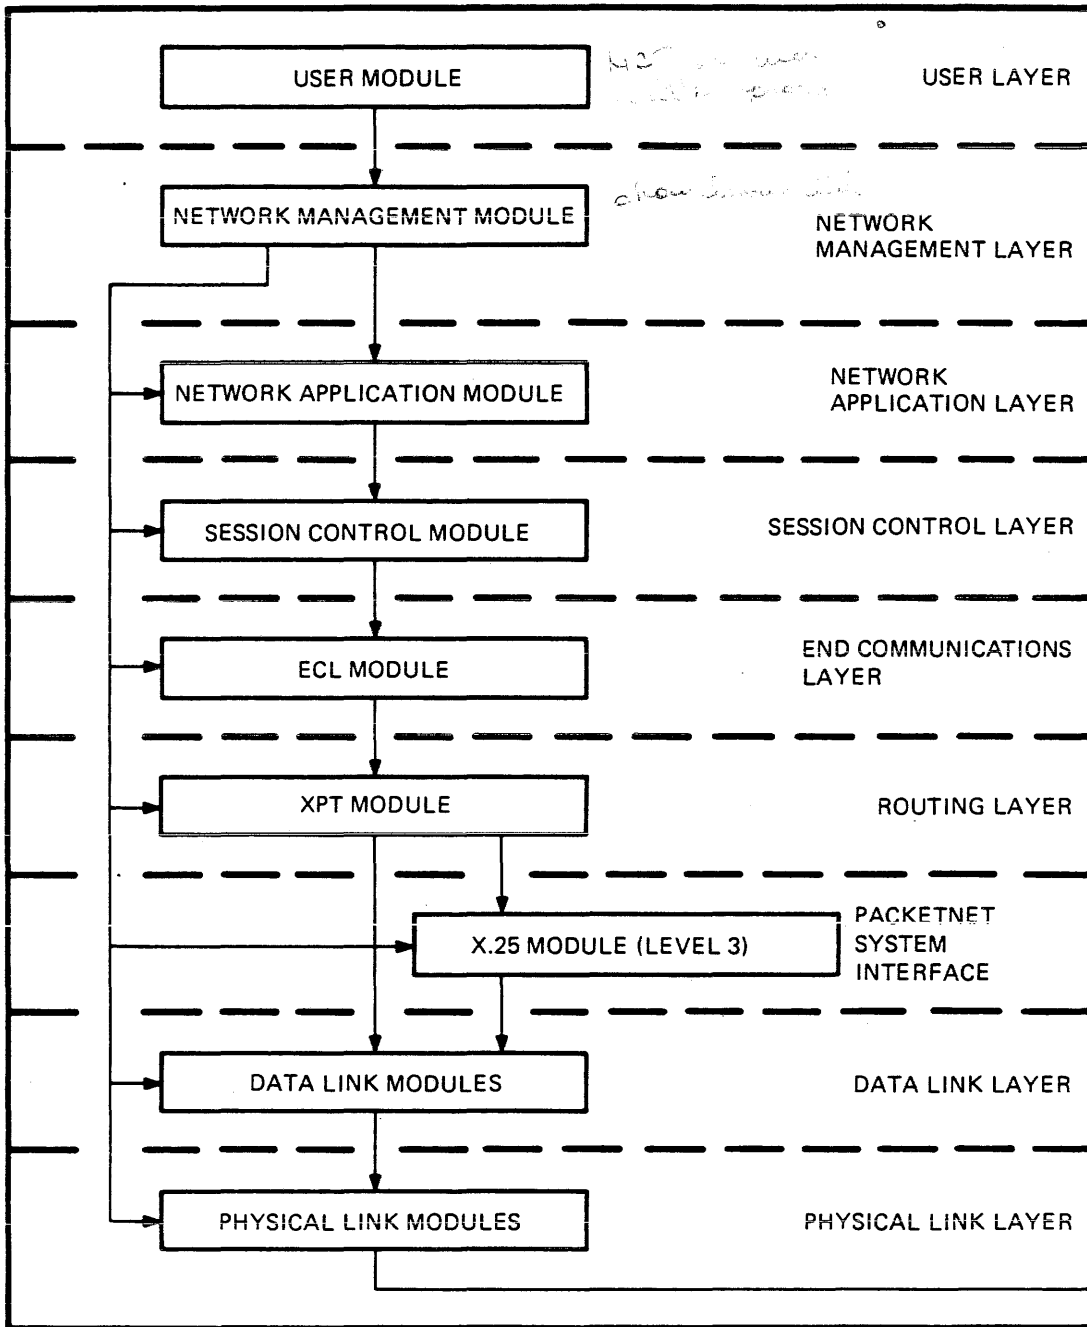 USER MODULE
USER LAYER
NETWORK MANAGEMENT MODULE
NETWORK
MANAGEMENT LAYER
NETWORK APPLICATION MODULE
NETWORK
APPLICATION LAYER
SESSION CONTROL MODULE
SESSION CONTROL LAYER
ECL MODULE
END COMMUNICATIONS
LAYER
XPT MODULE
ROUTING LAYER
X.25 MODULE (LEVEL 3)
PACKETNET
SYSTEM
INTERFACE
DATA LINK MODULES
DATA LINK LAYER
PHYSICAL LINK MODULES
PHYSICAL LINK LAYER